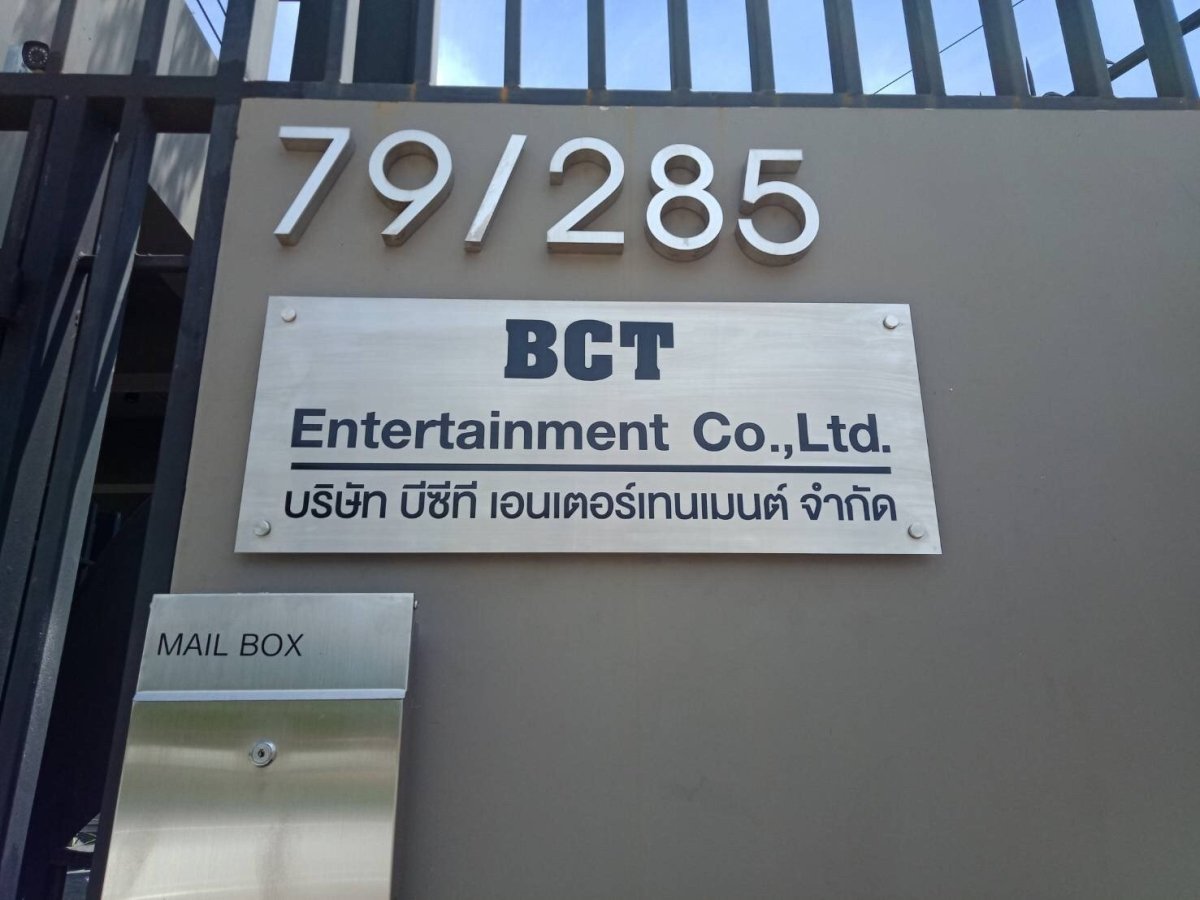 79/285
BCT
Entertainment Co.,Ltd.
บริษัท บีซีที เอนเตอร์เทนเมนต์ จำกัด
MAIL BOX